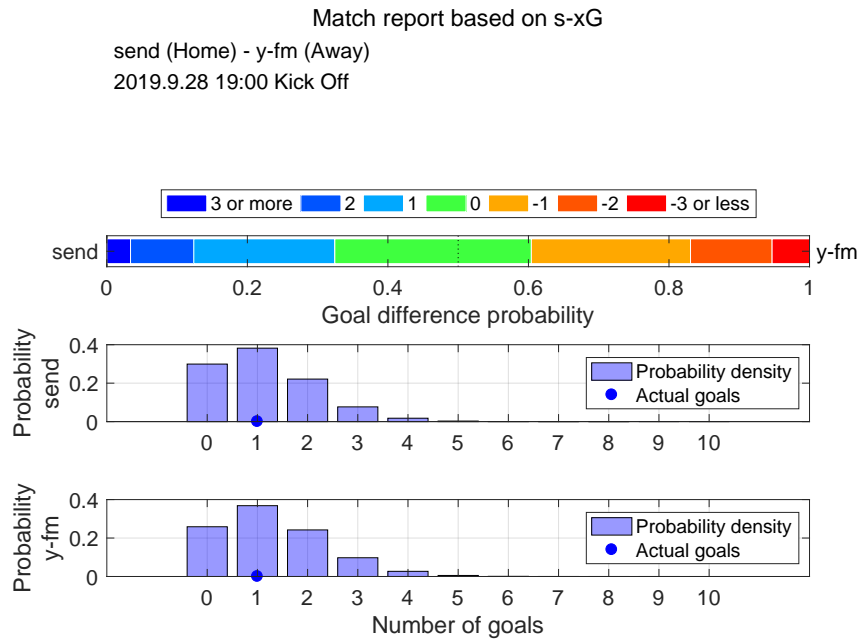 Match report based on s-xG
send (Home) - y-fm (Away)
2019.9.28 19:00 Kick Off
3 or more 2 1 0 -1 -2 -3 or less
send y-fm
0 0.2 0.4 0.6 0.8 1
Goal difference probability
Probability
send
0.4
0.2
0
Probability density
Actual goals
0 1 2 3 4 5 6 7 8 9 10
Probability
y-fm
0.4
0.2
0
Probability density
Actual goals
0 1 2 3 4 5 6 7 8 9 10
Number of goals